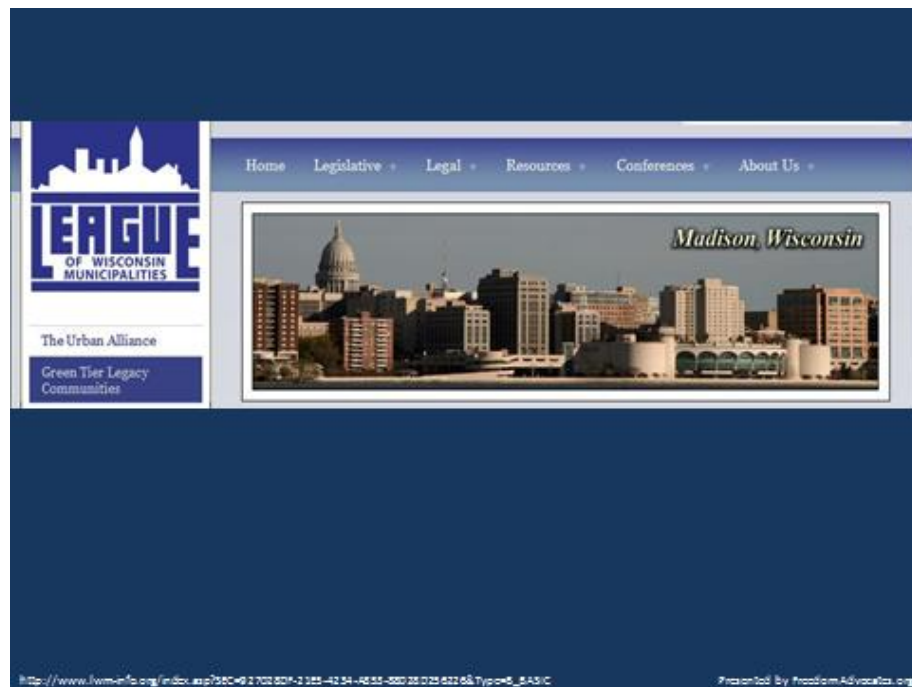 Home Legislative + Legal + Resources + Conferences + About Us +
LEAGUE
OF WISCONSIN
MUNICIPALITIES
Madison, Wisconsin
The Urban Alliance
Green Tier Legacy
Communities
Presented by FreedomAdvocates.org